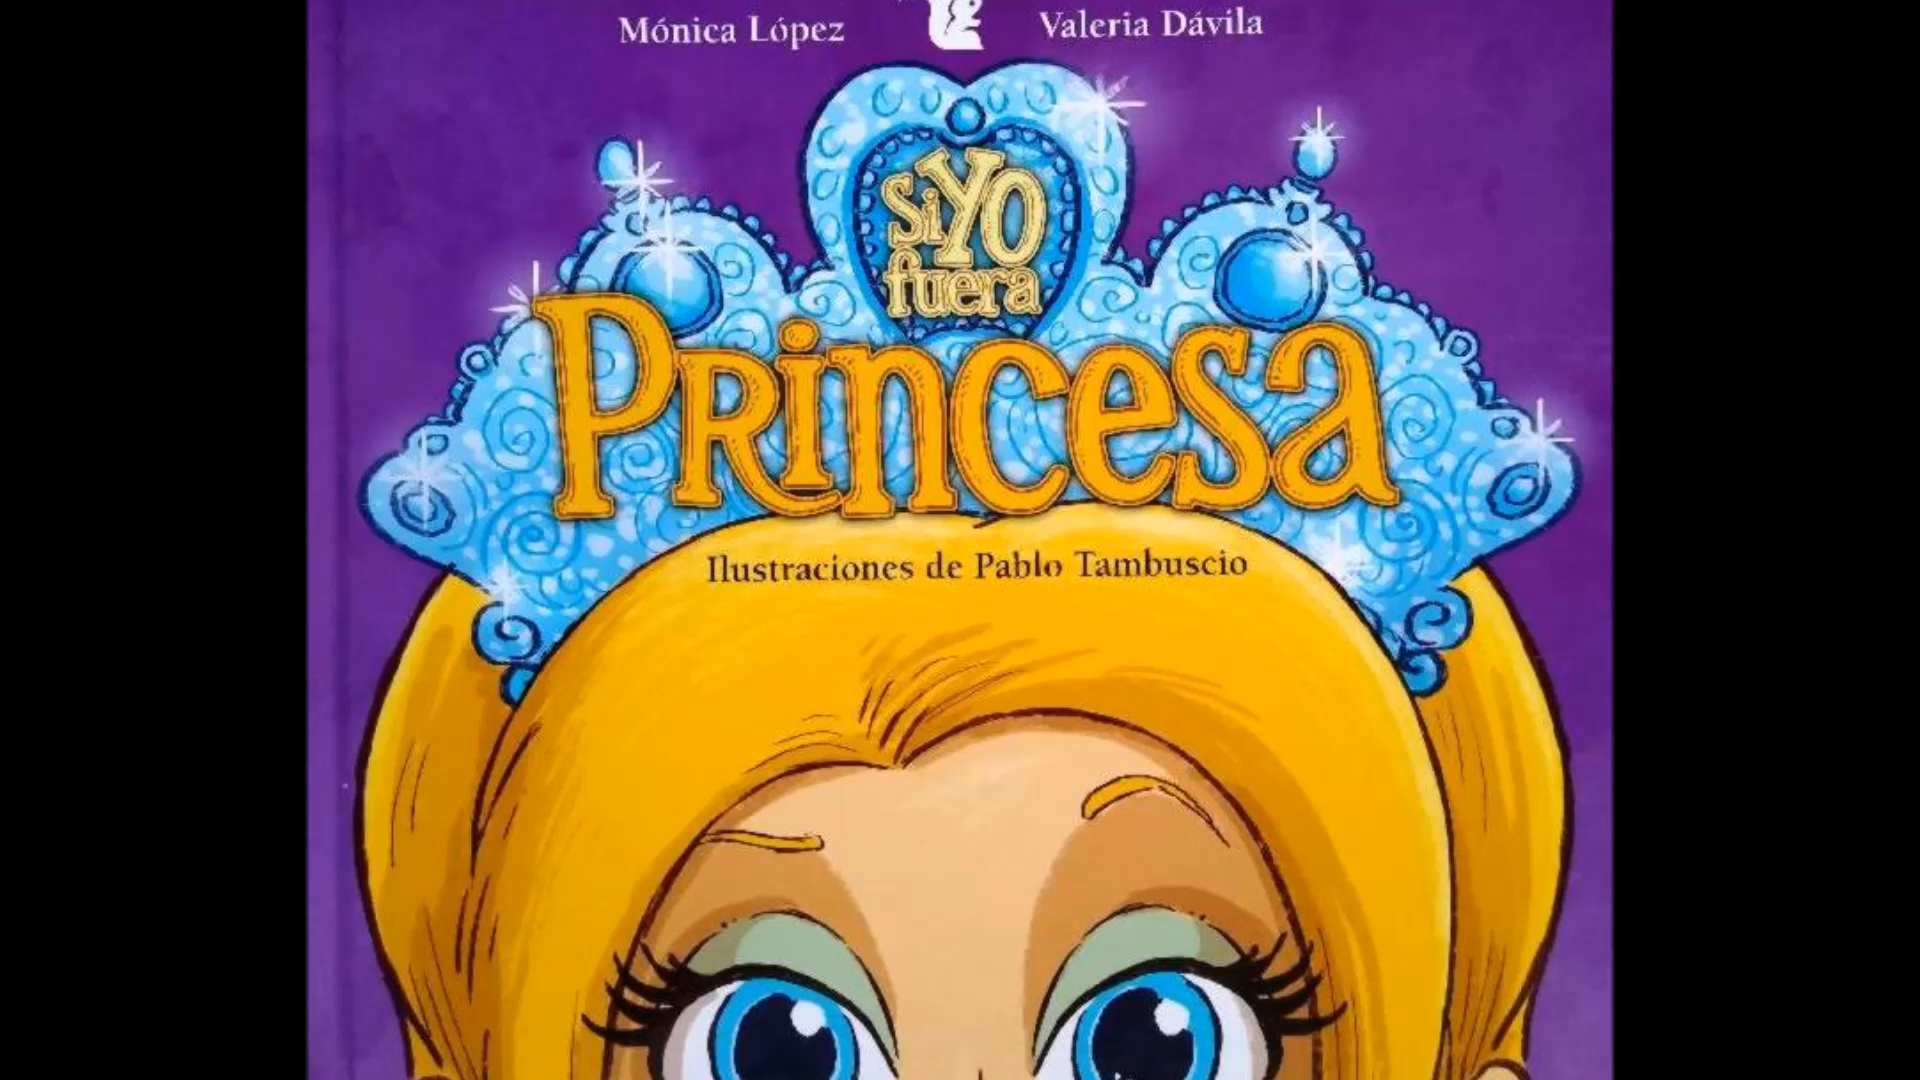 Mónica López Valeria Dávila
Si YO
fuera
PRincesa
Ilustraciones de Pablo Tambuscio